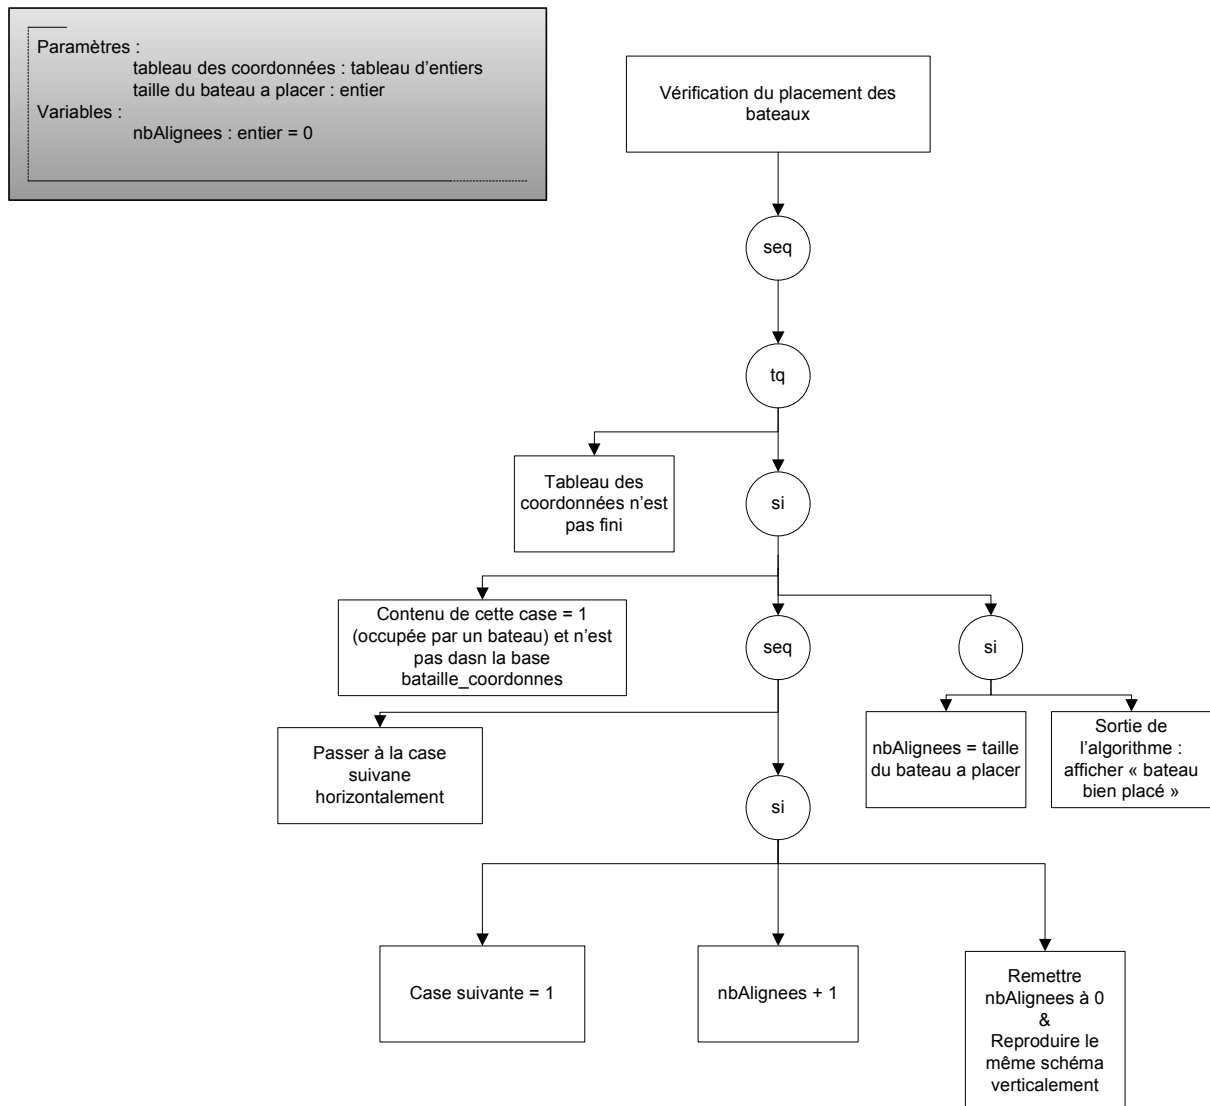 Paramètres :
tableau des coordonnées : tableau d'entiers
taille du bateau a placer : entier
Variables :
nbAlignees : entier = 0
Vérification du placement des
bateaux
seq
tq
Tableau des
coordonnées n'est
pas fini
si
Contenu de cette case = 1
(occupée par un bateau) et n'est
pas dasn la base
bataille_coordonnes
seq
si
Passer à la case
suivane
horizontalement
nbAlignees = taille
du bateau a placer
Sortie de
l'algorithme :
afficher « bateau
bien placé »
si
Case suivante = 1
nbAlignees + 1
Remettre
nbAlignees à 0
&
Reproduire le
même schéma
verticalement